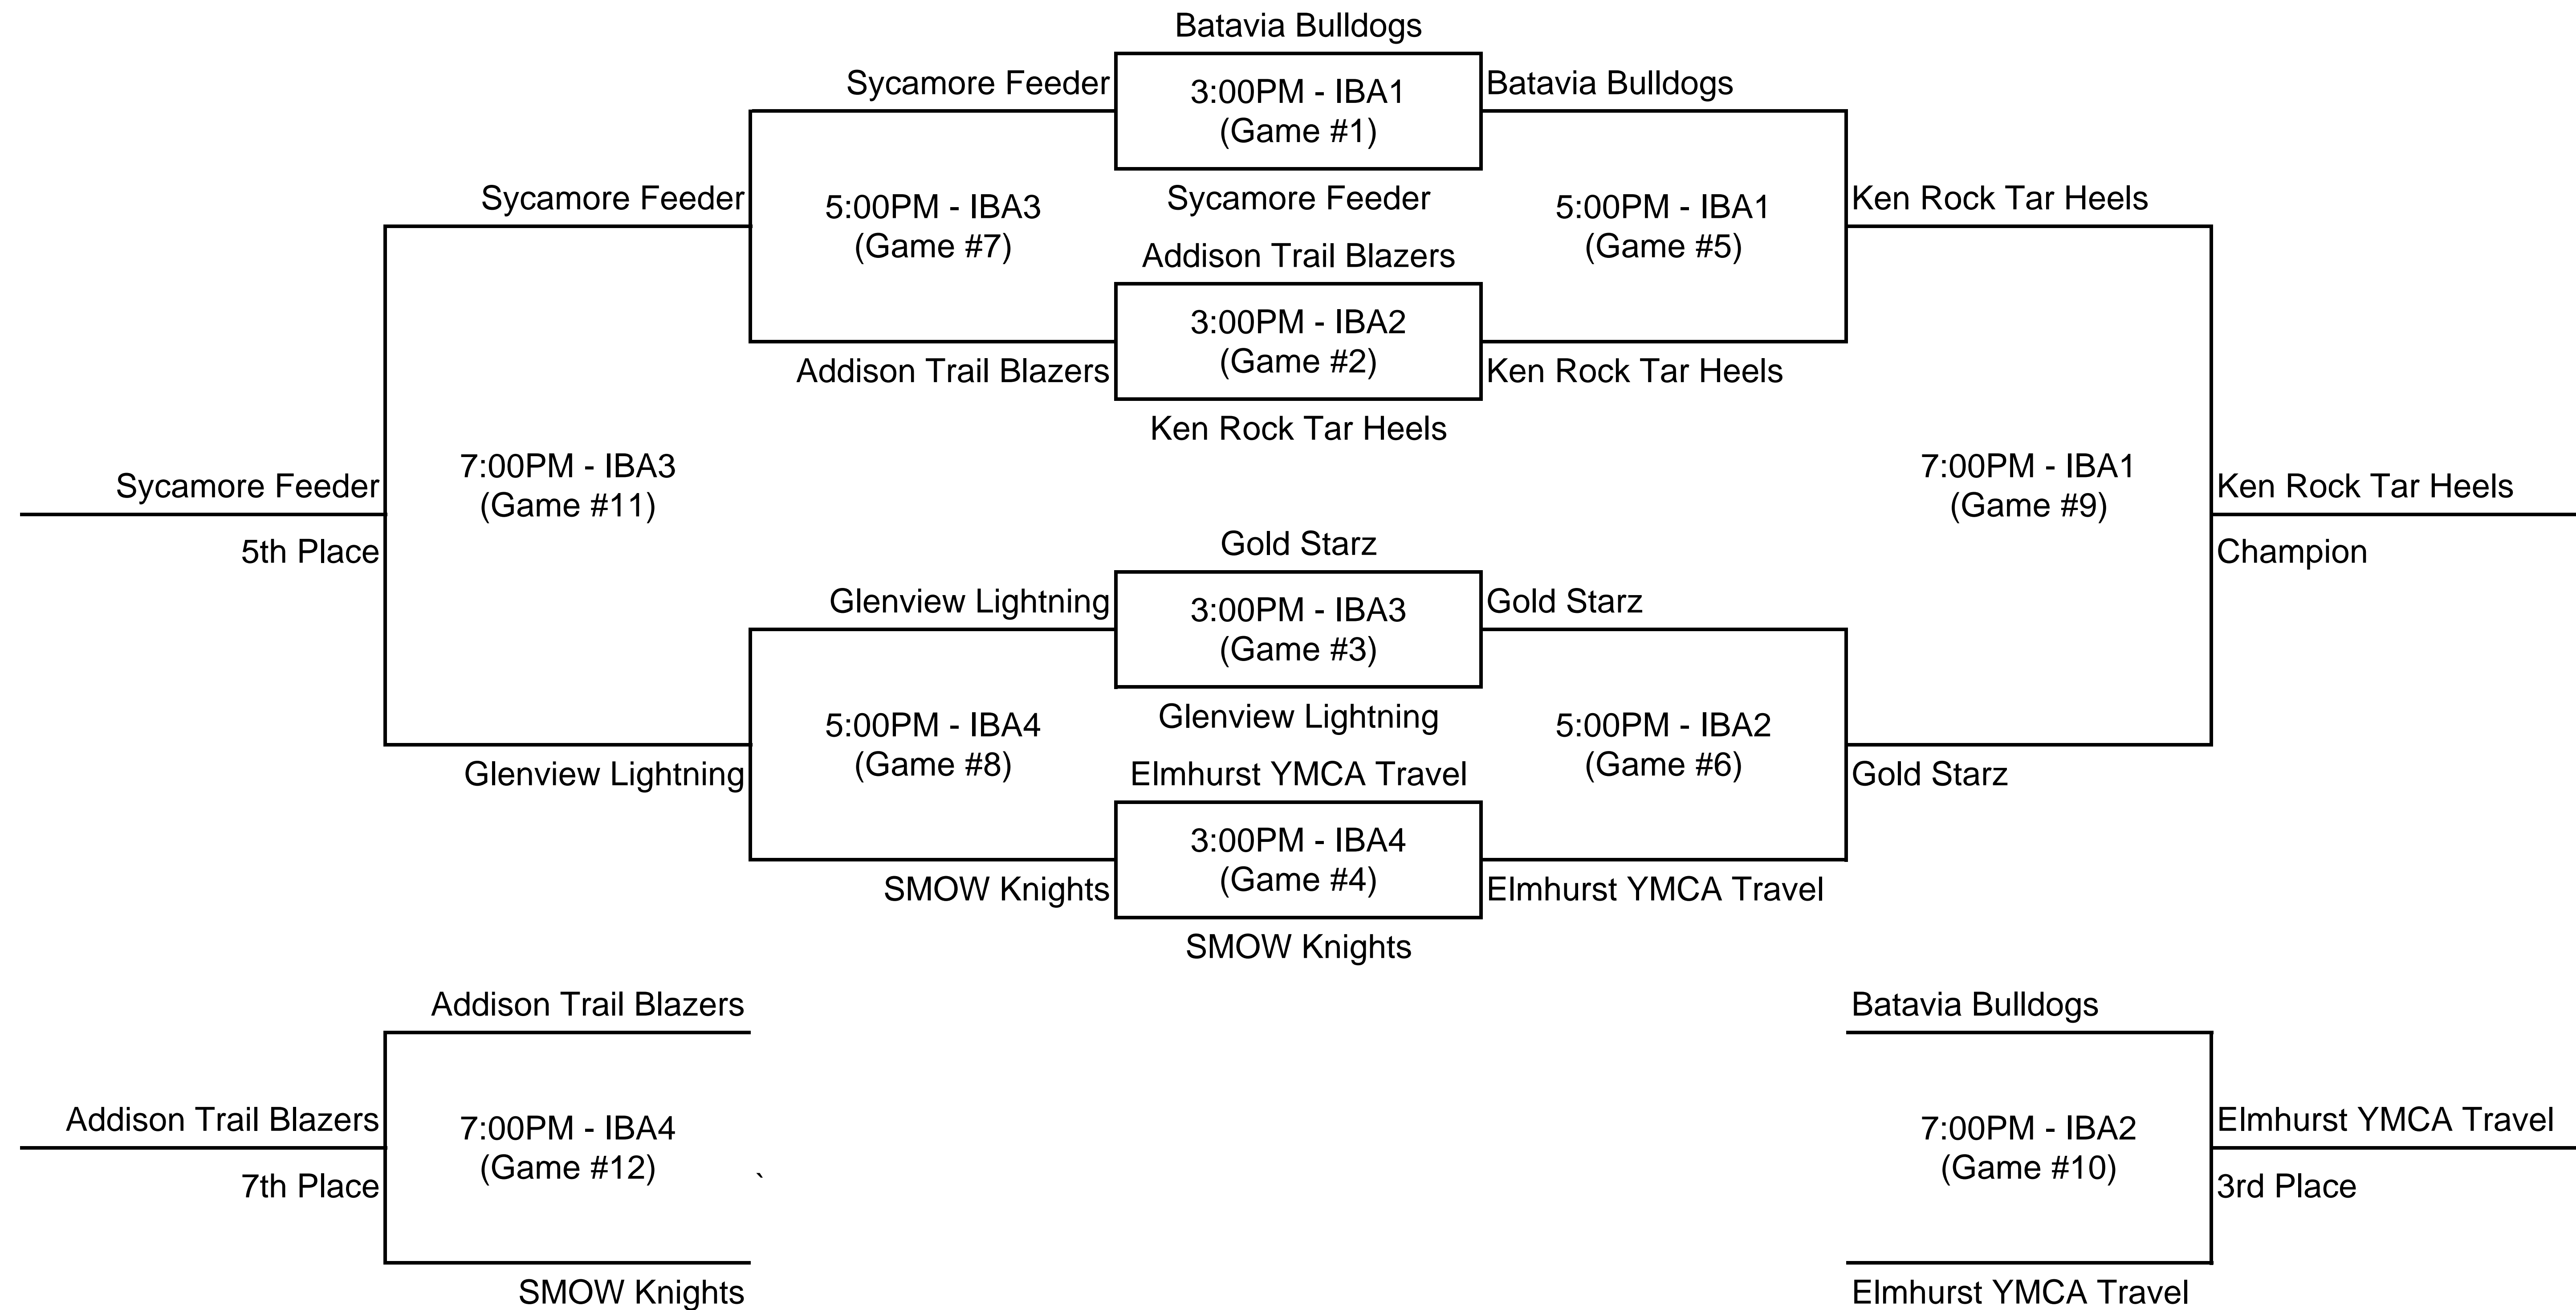 Batavia Bulldogs
Sycamore Feeder
3:00PM - IBA1
(Game #1)
Batavia Bulldogs
Sycamore Feeder
5:00PM - IBA3
(Game #7)
Sycamore Feeder
5:00PM - IBA1
(Game #5)
Ken Rock Tar Heels
Addison Trail Blazers
3:00PM - IBA2
(Game #2)
Addison Trail Blazers
Ken Rock Tar Heels
Ken Rock Tar Heels
Sycamore Feeder
5th Place
7:00PM - IBA3
(Game #11)
7:00PM - IBA1
(Game #9)
Ken Rock Tar Heels
Champion
Gold Starz
Glenview Lightning
3:00PM - IBA3
(Game #3)
Gold Starz
Glenview Lightning
5:00PM - IBA4
(Game #8)
Glenview Lightning
5:00PM - IBA2
(Game #6)
Gold Starz
Elmhurst YMCA Travel
3:00PM - IBA4
(Game #4)
SMOW Knights
Elmhurst YMCA Travel
SMOW Knights
Addison Trail Blazers
Batavia Bulldogs
Addison Trail Blazers
7th Place
7:00PM - IBA4
(Game #12)
`
7:00PM - IBA2
(Game #10)
Elmhurst YMCA Travel
3rd Place
SMOW Knights
Elmhurst YMCA Travel